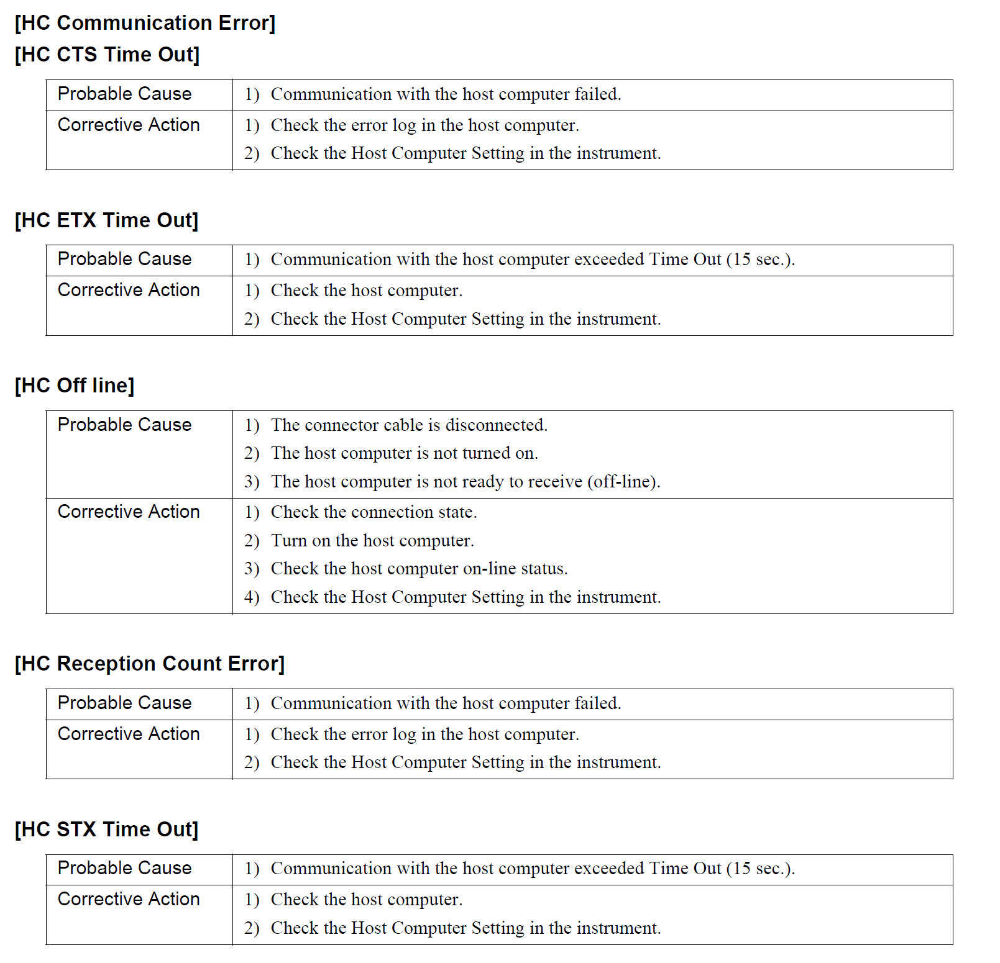 [HC Communication Error]
[HC CTS Time Out]
Probable Cause 1) Communication with the host computer failed.
Corrective Action 1) Check the error log in the host computer.
2) Check the Host Computer Setting in the instrument.
[HC ETX Time Out]
Probable Cause 1) Communication with the host computer exceeded Time Out (15 sec.).
Corrective Action 1) Check the host computer.
2) Check the Host Computer Setting in the instrument.
[HC Off line]
Probable Cause 1) The connector cable is disconnected.
2) The host computer is not turned on.
3) The host computer is not ready to receive (off-line).
Corrective Action 1) Check the connection state.
2) Turn on the host computer.
3) Check the host computer on-line status.
4) Check the Host Computer Setting in the instrument.
[HC Reception Count Error]
Probable Cause 1) Communication with the host computer failed.
Corrective Action 1) Check the error log in the host computer.
2) Check the Host Computer Setting in the instrument.
[HC STX Time Out]
Probable Cause 1) Communication with the host computer exceeded Time Out (15 sec.).
Corrective Action 1) Check the host computer.
2) Check the Host Computer Setting in the instrument.